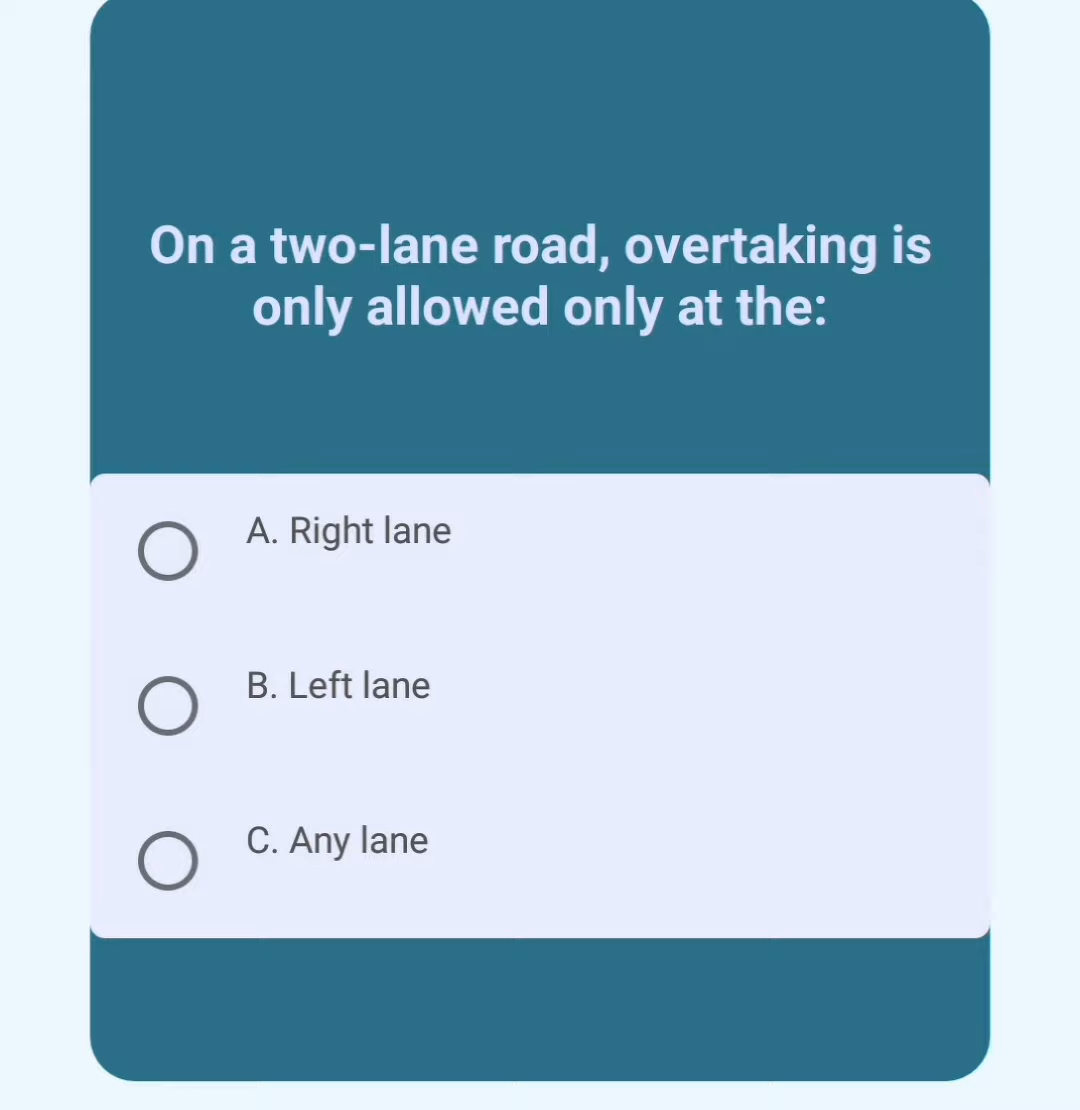 On a two-lane road, overtaking is
only allowed only at the:
A. Right lane
B. Left lane
C. Any lane